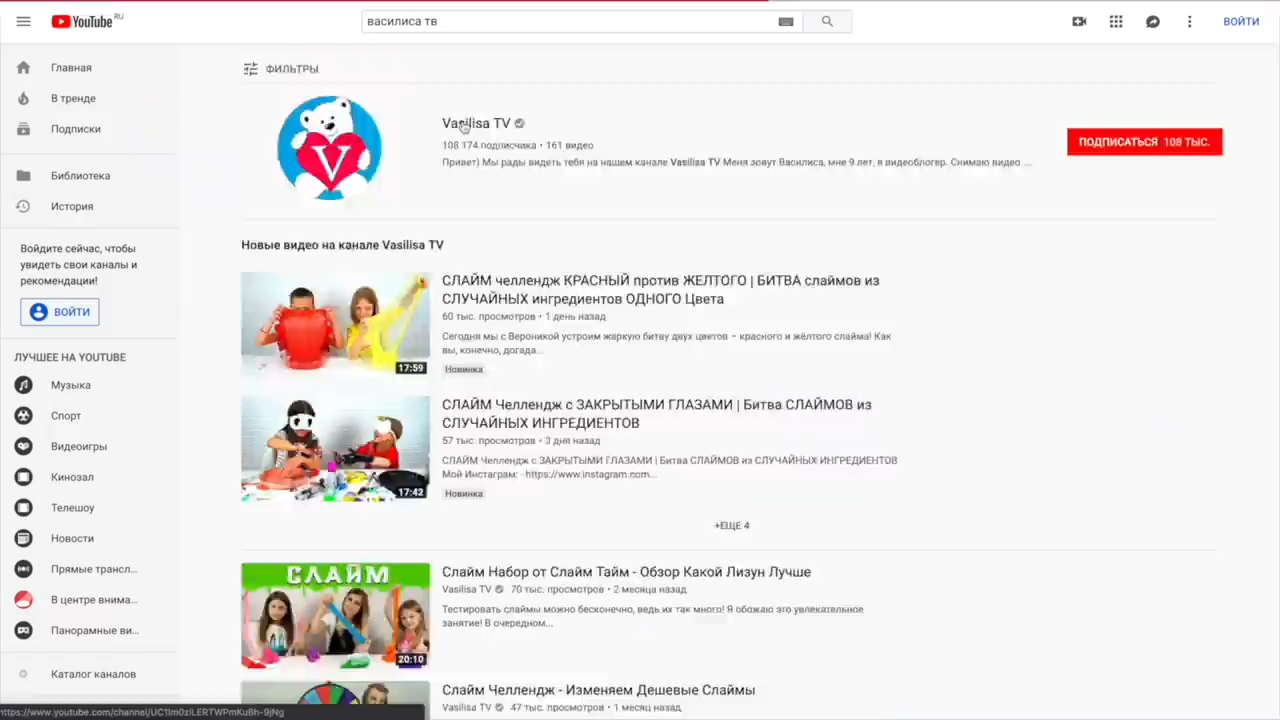 YouTube RU
василиса тв
ВОЙТИ
Главная
В тренде
Подписки
Библиотека
История
Войдите сейчас, чтобы
увидеть свои каналы и
рекомендации!
ВОЙТИ
ЛУЧШЕЕ НА YOUTUBE
Музыка
Спорт
Видеоигры
Кинозал
Телешоу
Новости
Прямые трансл...
В центре внима...
Панорамные ви...
Каталог каналов
ФИЛЬТРЫ
Vasilisa TV
108 174 подписчика • 161 видео
Привет) Мы рады видеть тебя на нашем канале Vasilisa TV Меня зовут Василиса, мне 9 лет, я видеоблогер. Снимаю видео ...
ПОДПИСАТЬСЯ 108 ТЫС.
V
Новые видео на канале Vasilisa TV
СЛАЙМ челлендж КРАСНЫЙ против ЖЕЛТОГО | БИТВА слаймов из
СЛУЧАЙНЫХ ингредиентов ОДНОГО Цвета
60 тыс. просмотров • 1 день назад
Сегодня мы с Вероникой устроим жаркую битву двух цветов – красного и жёлтого слайма! Как
вы, конечно, догада...
Новинка
17:59
СЛАЙМ Челлендж с ЗАКРЫТЫМИ ГЛАЗАМИ | Битва СЛАЙМОВ из
СЛУЧАЙНЫХ ИНГРЕДИЕНТОВ
57 тыс. просмотров • 3 дня назад
СЛАЙМ Челлендж с ЗАКРЫТЫМИ ГЛАЗАМИ | Битва СЛАЙМОВ из СЛУЧАЙНЫХ ИНГРЕДИЕНТОВ
Мой Инстаграм: - https://www.instagram.com...
Новинка
17:42
+ЕЩЕ 4
СЛАЙМ
20:10
Слайм Набор от Слайм Тайм - Обзор Какой Лизун Лучше
Vasilisa TV 70 тыс. просмотров • 2 месяца назад
Тестировать слаймы можно бесконечно, ведь их так много! Я обожаю это увлекательное
занятие! В очередном...
Слайм Челлендж - Изменяем Дешевые Слаймы
Vasilisa TV 47 тыс. просмотров • 1 месяц назад